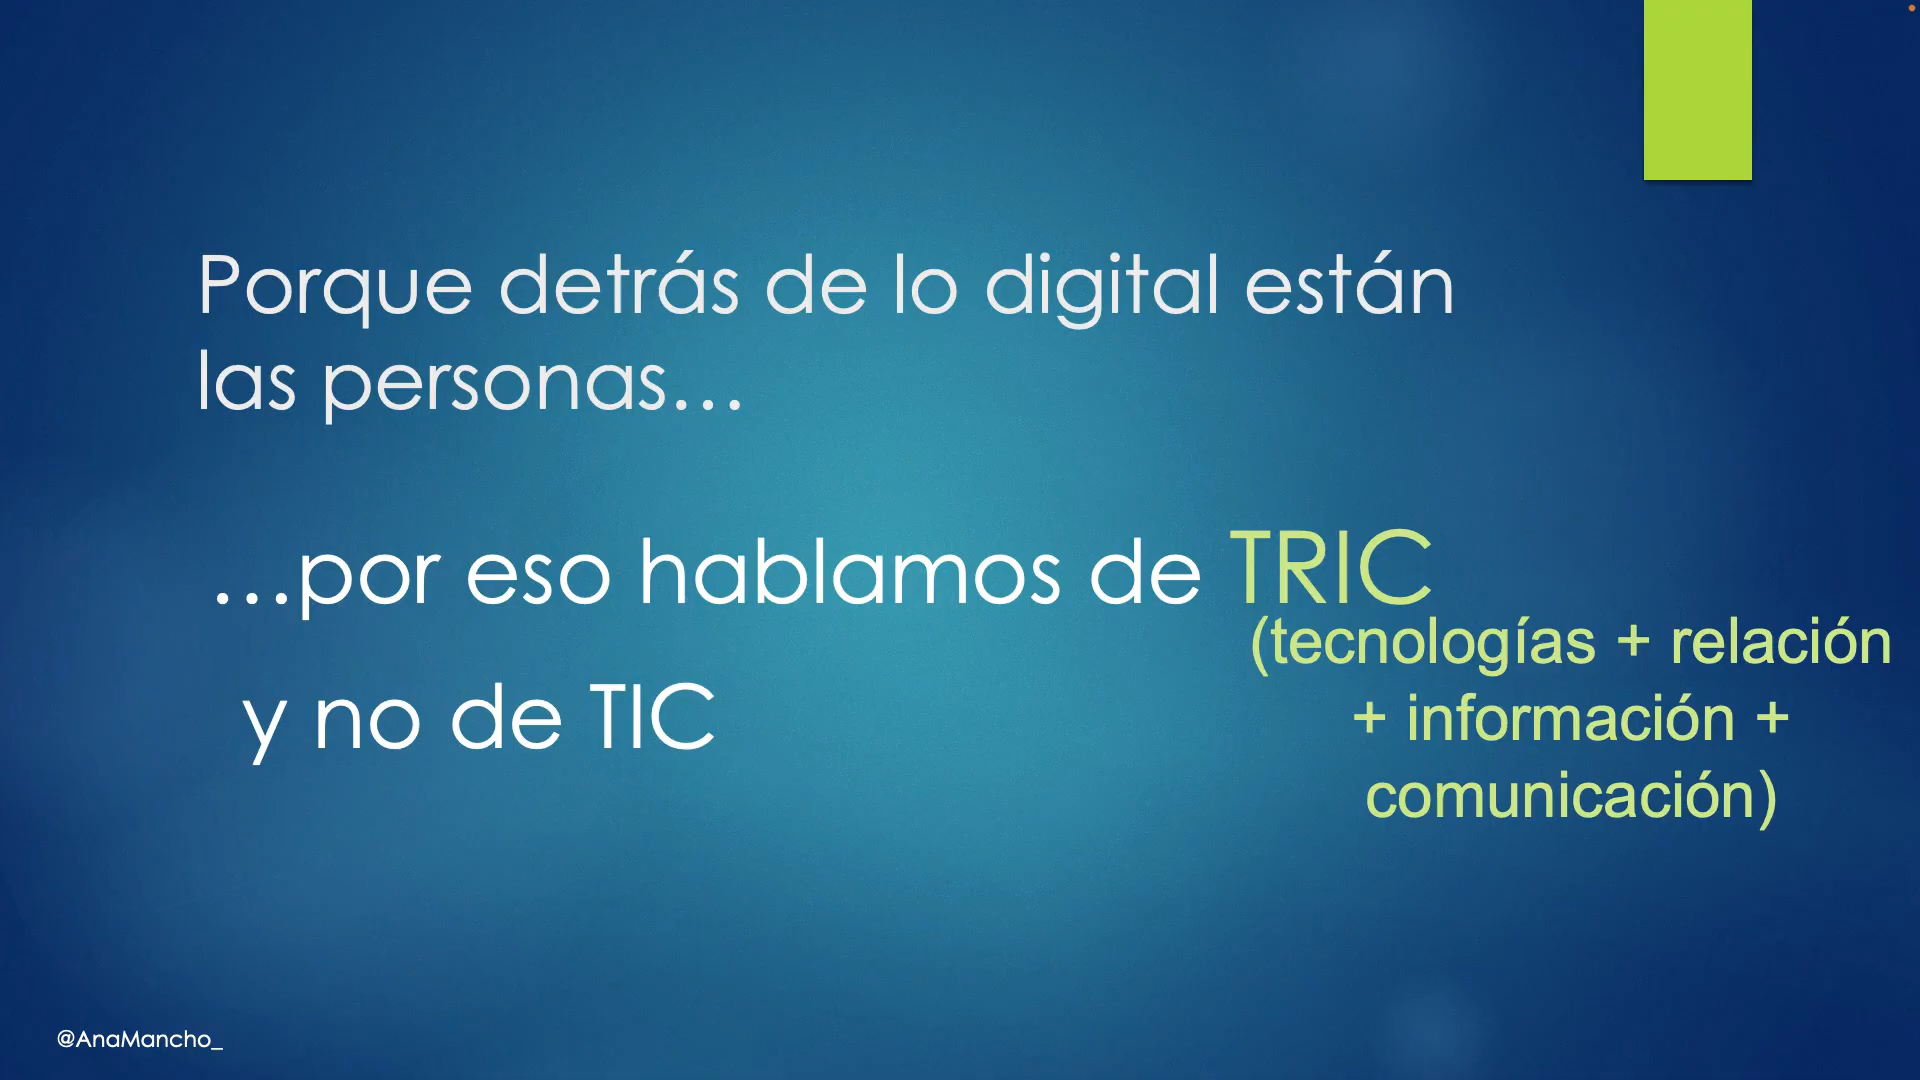 Porque detrás de lo digital están
las personas…
…por eso hablamos de TRIC
(tecnologías + relación
+ información +
comunicación)
y no de TIC
@AnaMancho_